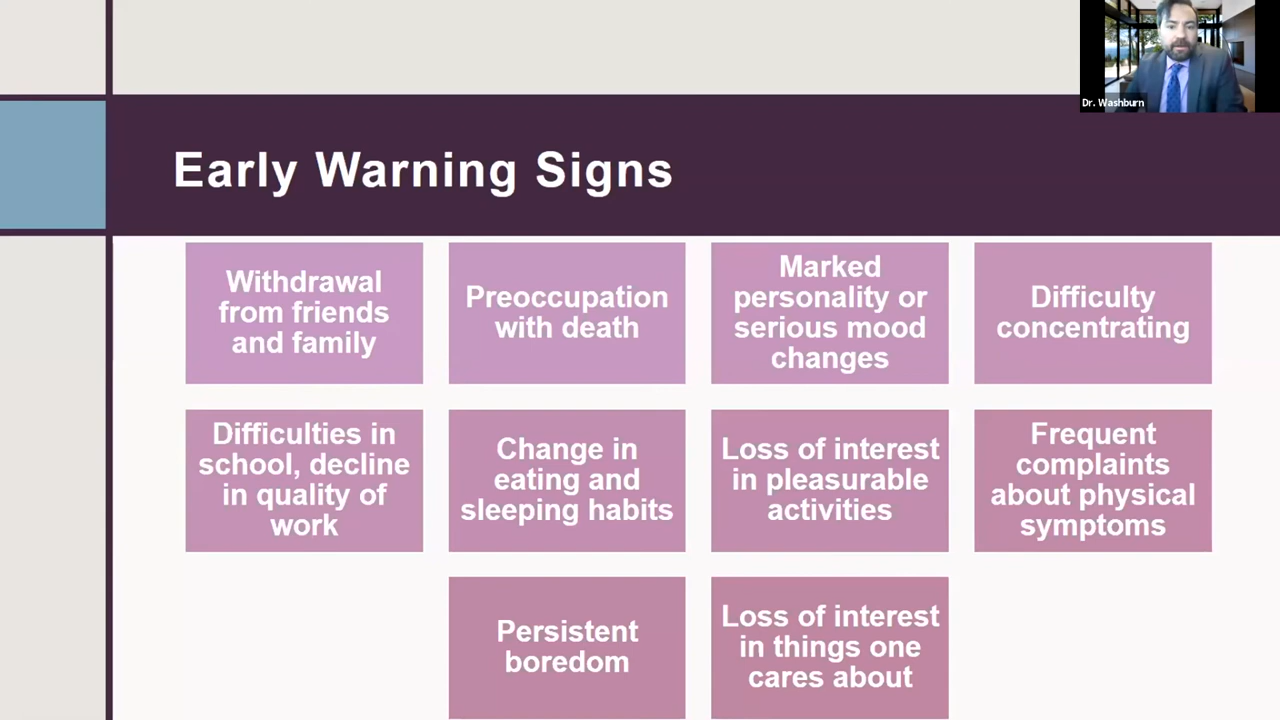 Dr. Washburn
Early Warning Signs
Withdrawal
from friends
and family
Preoccupation
with death
Marked
personality or
serious mood
changes
Difficulty
concentrating
Difficulties in
school, decline
in quality of
work
Change in
eating and
sleeping habits
Loss of interest
in pleasurable
activities
Frequent
complaints
about physical
symptoms
Persistent
boredom
Loss of interest
in things one
cares about